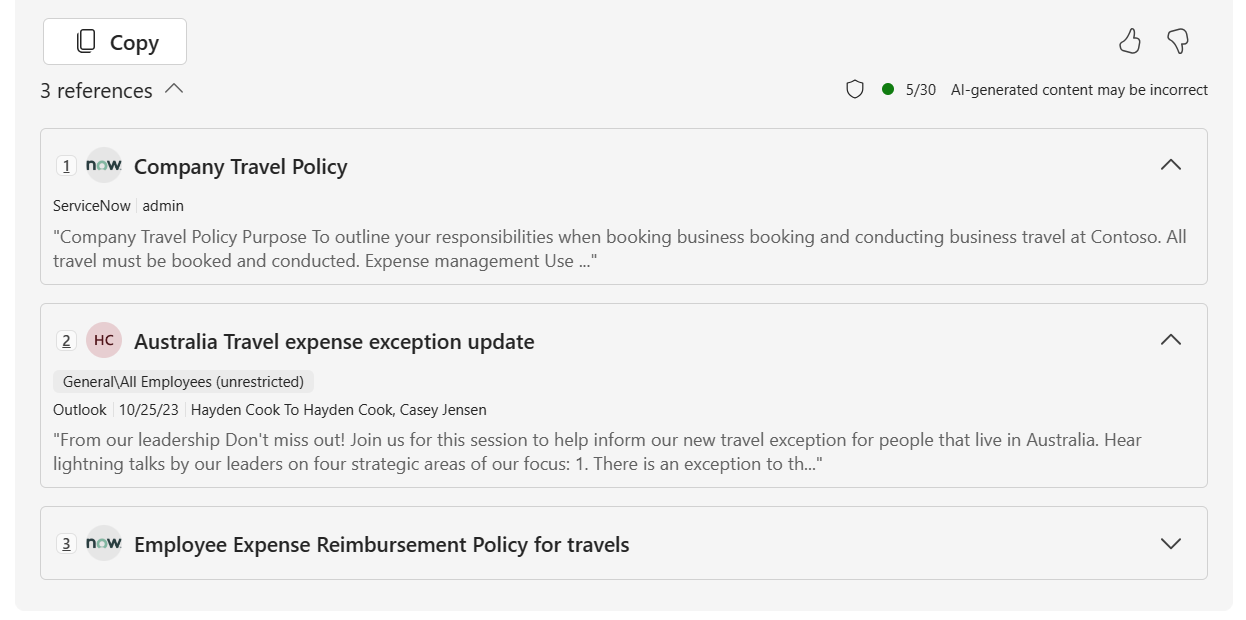 Copy
3 references
5/30 AI-generated content may be incorrect
1 now Company Travel Policy
ServiceNow admin
"Company Travel Policy Purpose To outline your responsibilities when booking business booking and conducting business travel at Contoso. All
travel must be booked and conducted. Expense management Use ..."
2 HC Australia Travel expense exception update
General\All Employees (unrestricted)
Outlook 10/25/23 Hayden Cook To Hayden Cook, Casey Jensen
"From our leadership Don't miss out! Join us for this session to help inform our new travel exception for people that live in Australia. Hear
lightning talks by our leaders on four strategic areas of our focus: 1. There is an exception to th..."
3 now Employee Expense Reimbursement Policy for travels